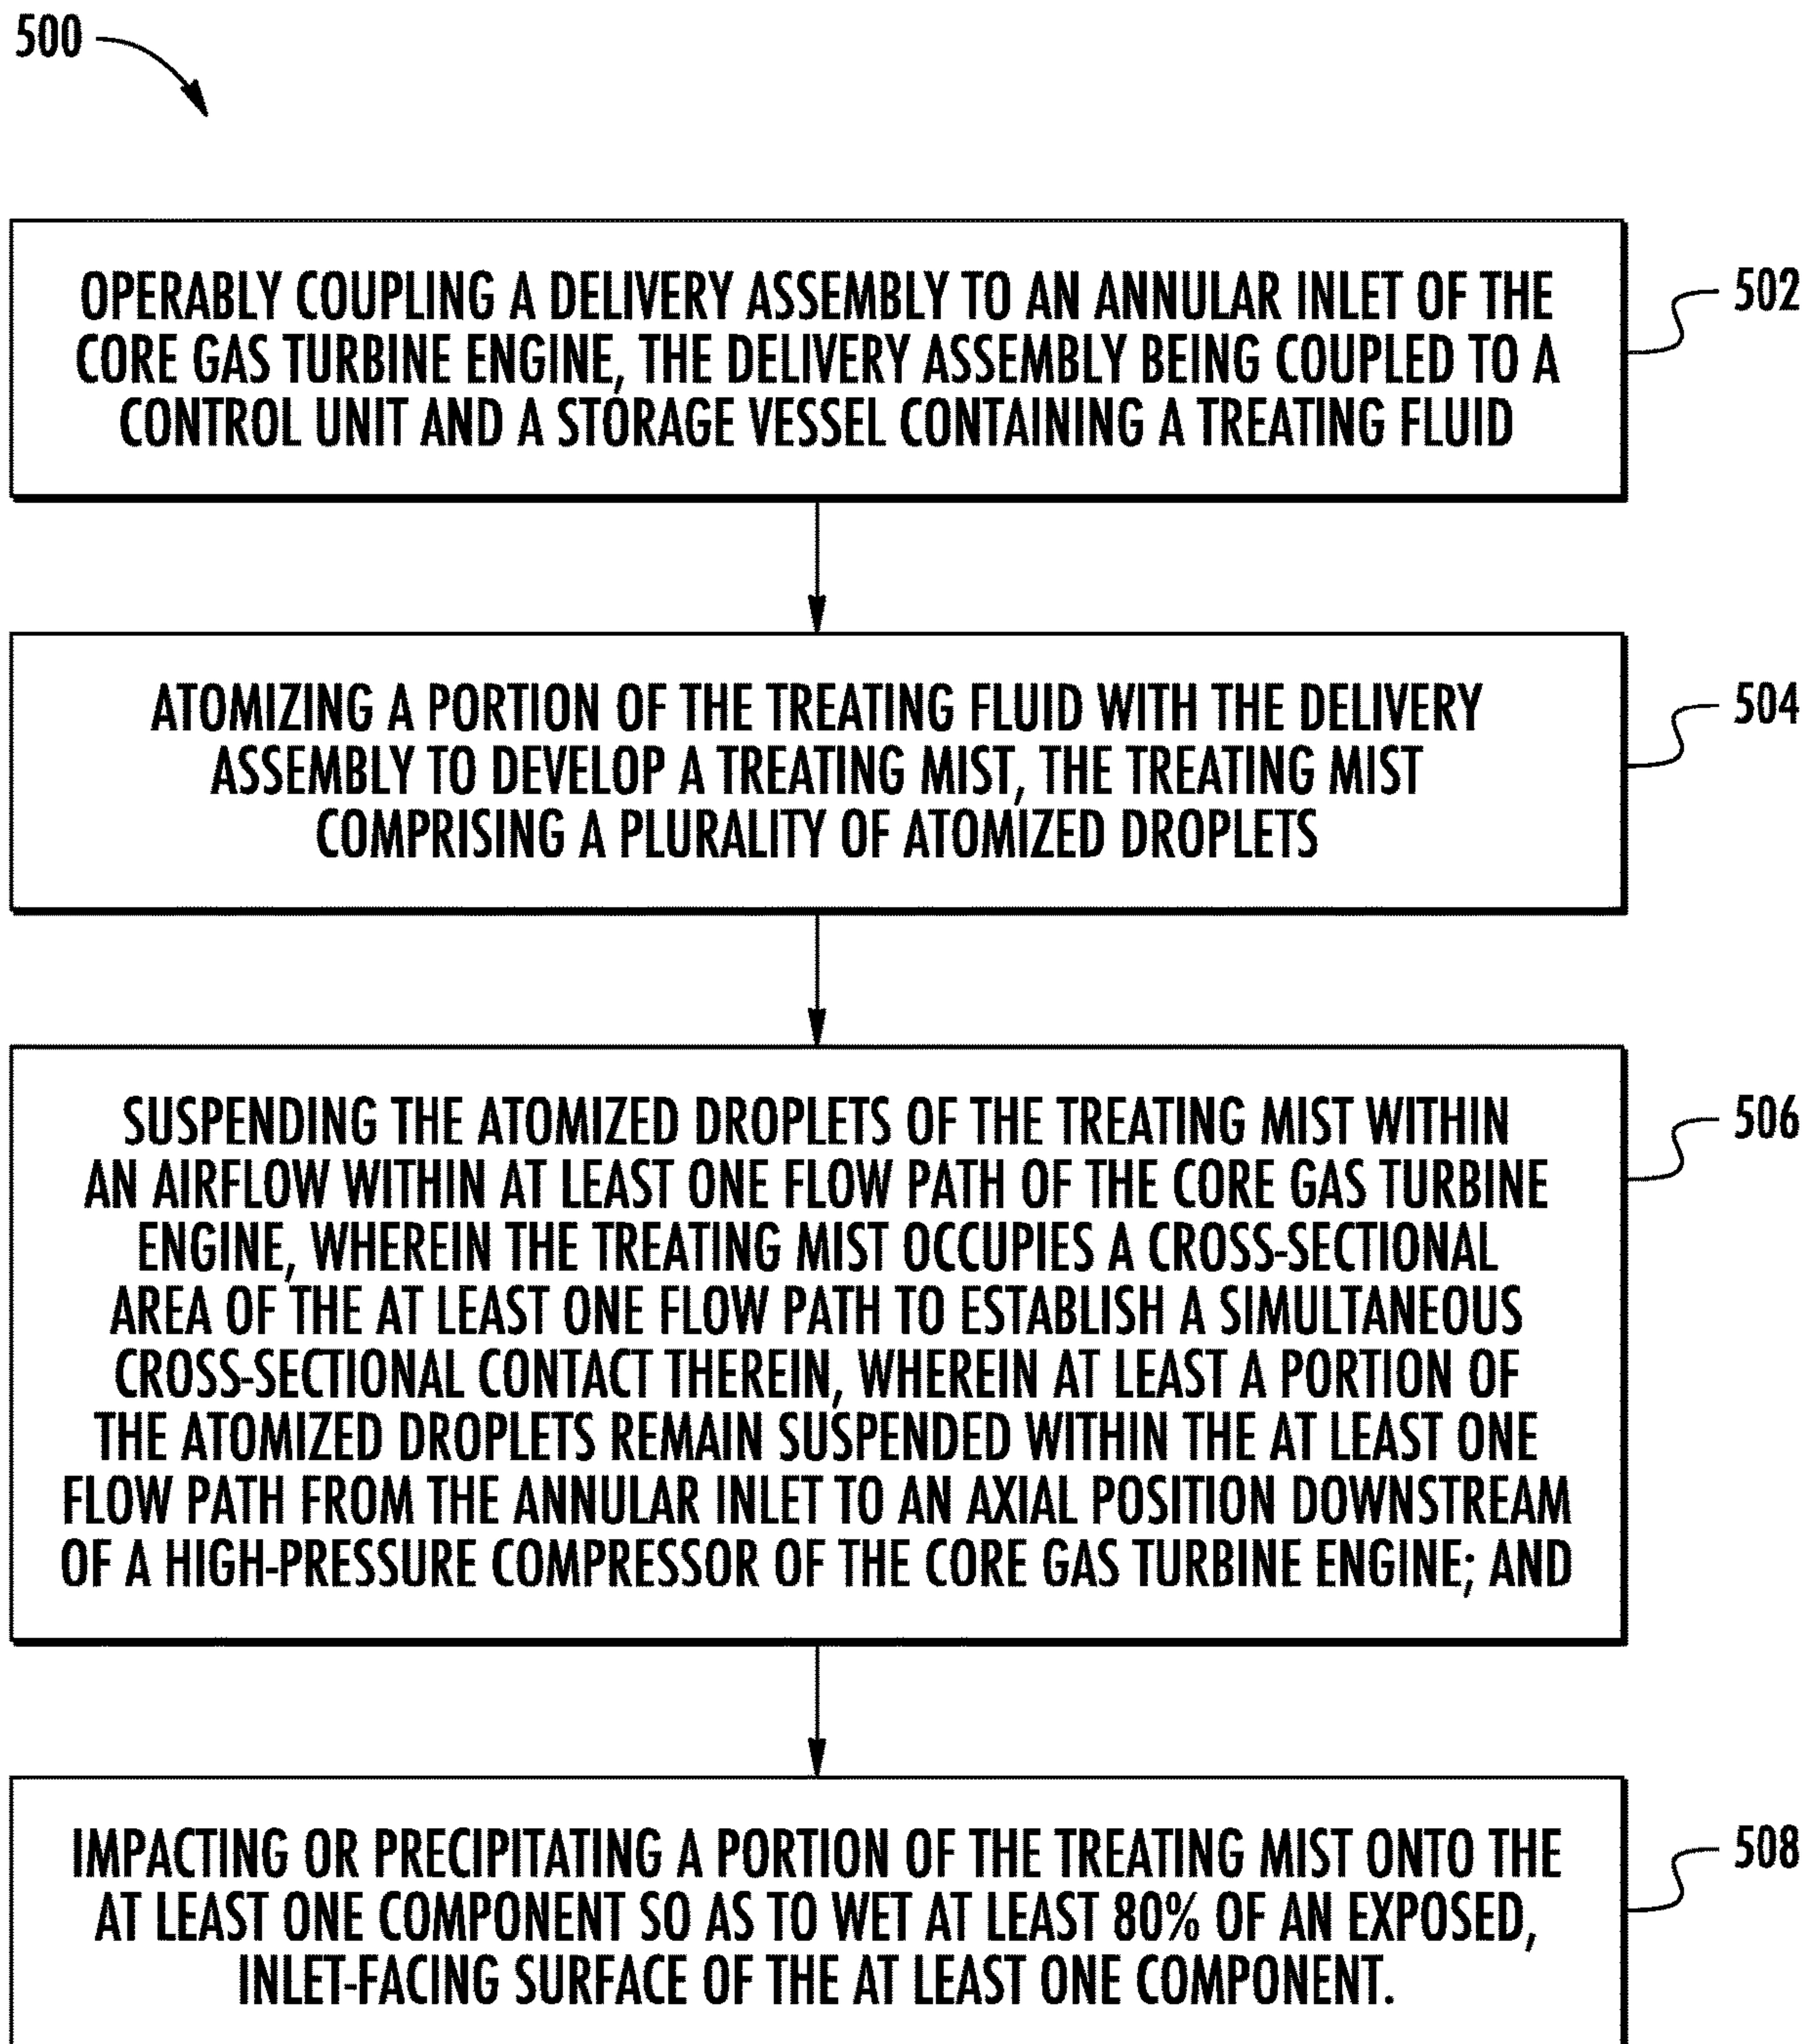 500
OPERABLY COUPLING A DELIVERY ASSEMBLY TO AN ANNULAR INLET OF THE
CORE GAS TURBINE ENGINE, THE DELIVERY ASSEMBLY BEING COUPLED TO A
CONTROL UNIT AND A STORAGE VESSEL CONTAINING A TREATING FLUID
502
ATOMIZING A PORTION OF THE TREATING FLUID WITH THE DELIVERY
ASSEMBLY TO DEVELOP A TREATING MIST, THE TREATING MIST
COMPRISING A PLURALITY OF ATOMIZED DROPLETS
504
SUSPENDING THE ATOMIZED DROPLETS OF THE TREATING MIST WITHIN
AN AIRFLOW WITHIN AT LEAST ONE FLOW PATH OF THE CORE GAS TURBINE
ENGINE, WHEREIN THE TREATING MIST OCCUPIES A CROSS-SECTIONAL
AREA OF THE AT LEAST ONE FLOW PATH TO ESTABLISH A SIMULTANEOUS
CROSS-SECTIONAL CONTACT THEREIN, WHEREIN AT LEAST A PORTION OF
THE ATOMIZED DROPLETS REMAIN SUSPENDED WITHIN THE AT LEAST ONE
FLOW PATH FROM THE ANNULAR INLET TO AN AXIAL POSITION DOWNSTREAM
OF A HIGH-PRESSURE COMPRESSOR OF THE CORE GAS TURBINE ENGINE; AND
506
IMPACTING OR PRECIPITATING A PORTION OF THE TREATING MIST ONTO THE
AT LEAST ONE COMPONENT SO AS TO WET AT LEAST 80% OF AN EXPOSED,
INLET-FACING SURFACE OF THE AT LEAST ONE COMPONENT.
508